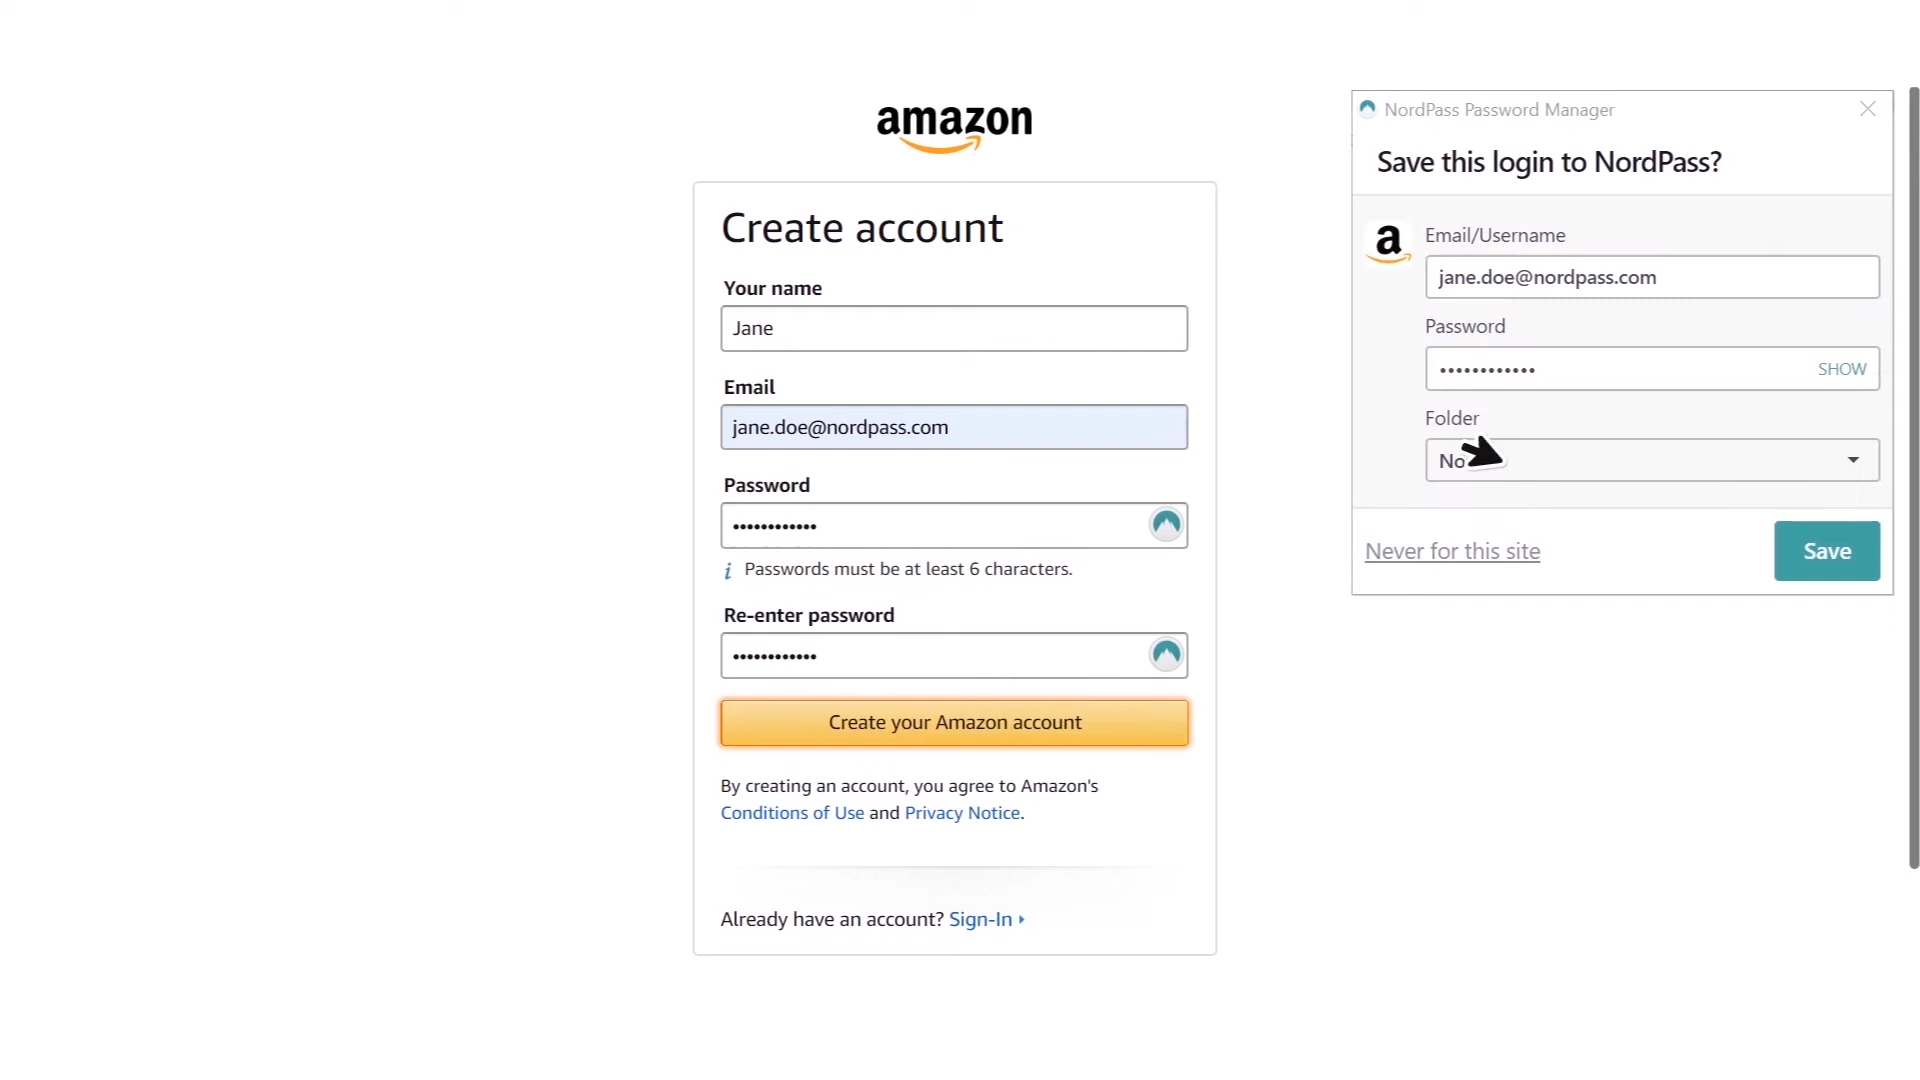 amazon
Create account
Your name
Jane
Email
jane.doe@nordpass.com
Password
••••••••••••
i Passwords must be at least 6 characters.
Re-enter password
••••••••••••
Create your Amazon account
By creating an account, you agree to Amazon's
Conditions of Use and Privacy Notice.
Already have an account? Sign-In
NordPass Password Manager
Save this login to NordPass?
a
Email/Username
jane.doe@nordpass.com
Password
•••••••••••• SHOW
Folder
No
Never for this site
Save